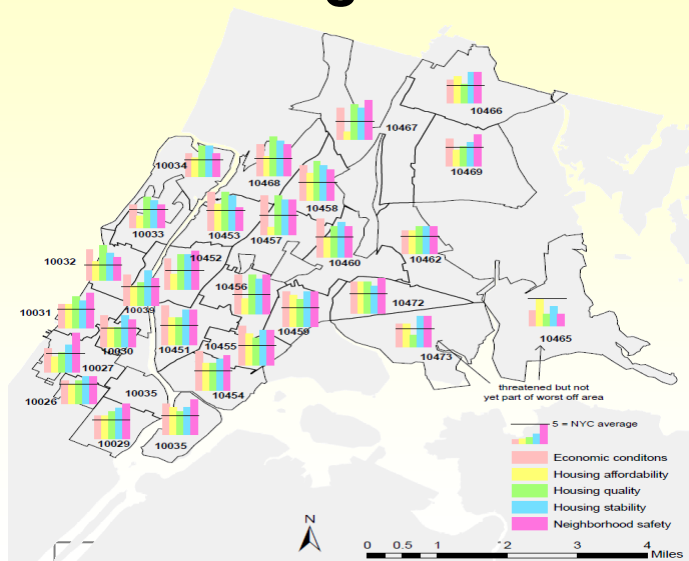 10466
10467
10034
10469
10468
10458
10033
10453
10457
10452
10032
10460
10462
10456
10039
10472
10031
10459
10465
10455
10451
10030
10473
10027
threatened but not
yet part of worst off area
10035
10454
10026
10029
10035
5 = NYC average
Economic conditons
Housing affordability
Housing quality
Housing stability
Neighborhood safety
N
0 0.5 1 2 3 4
Miles